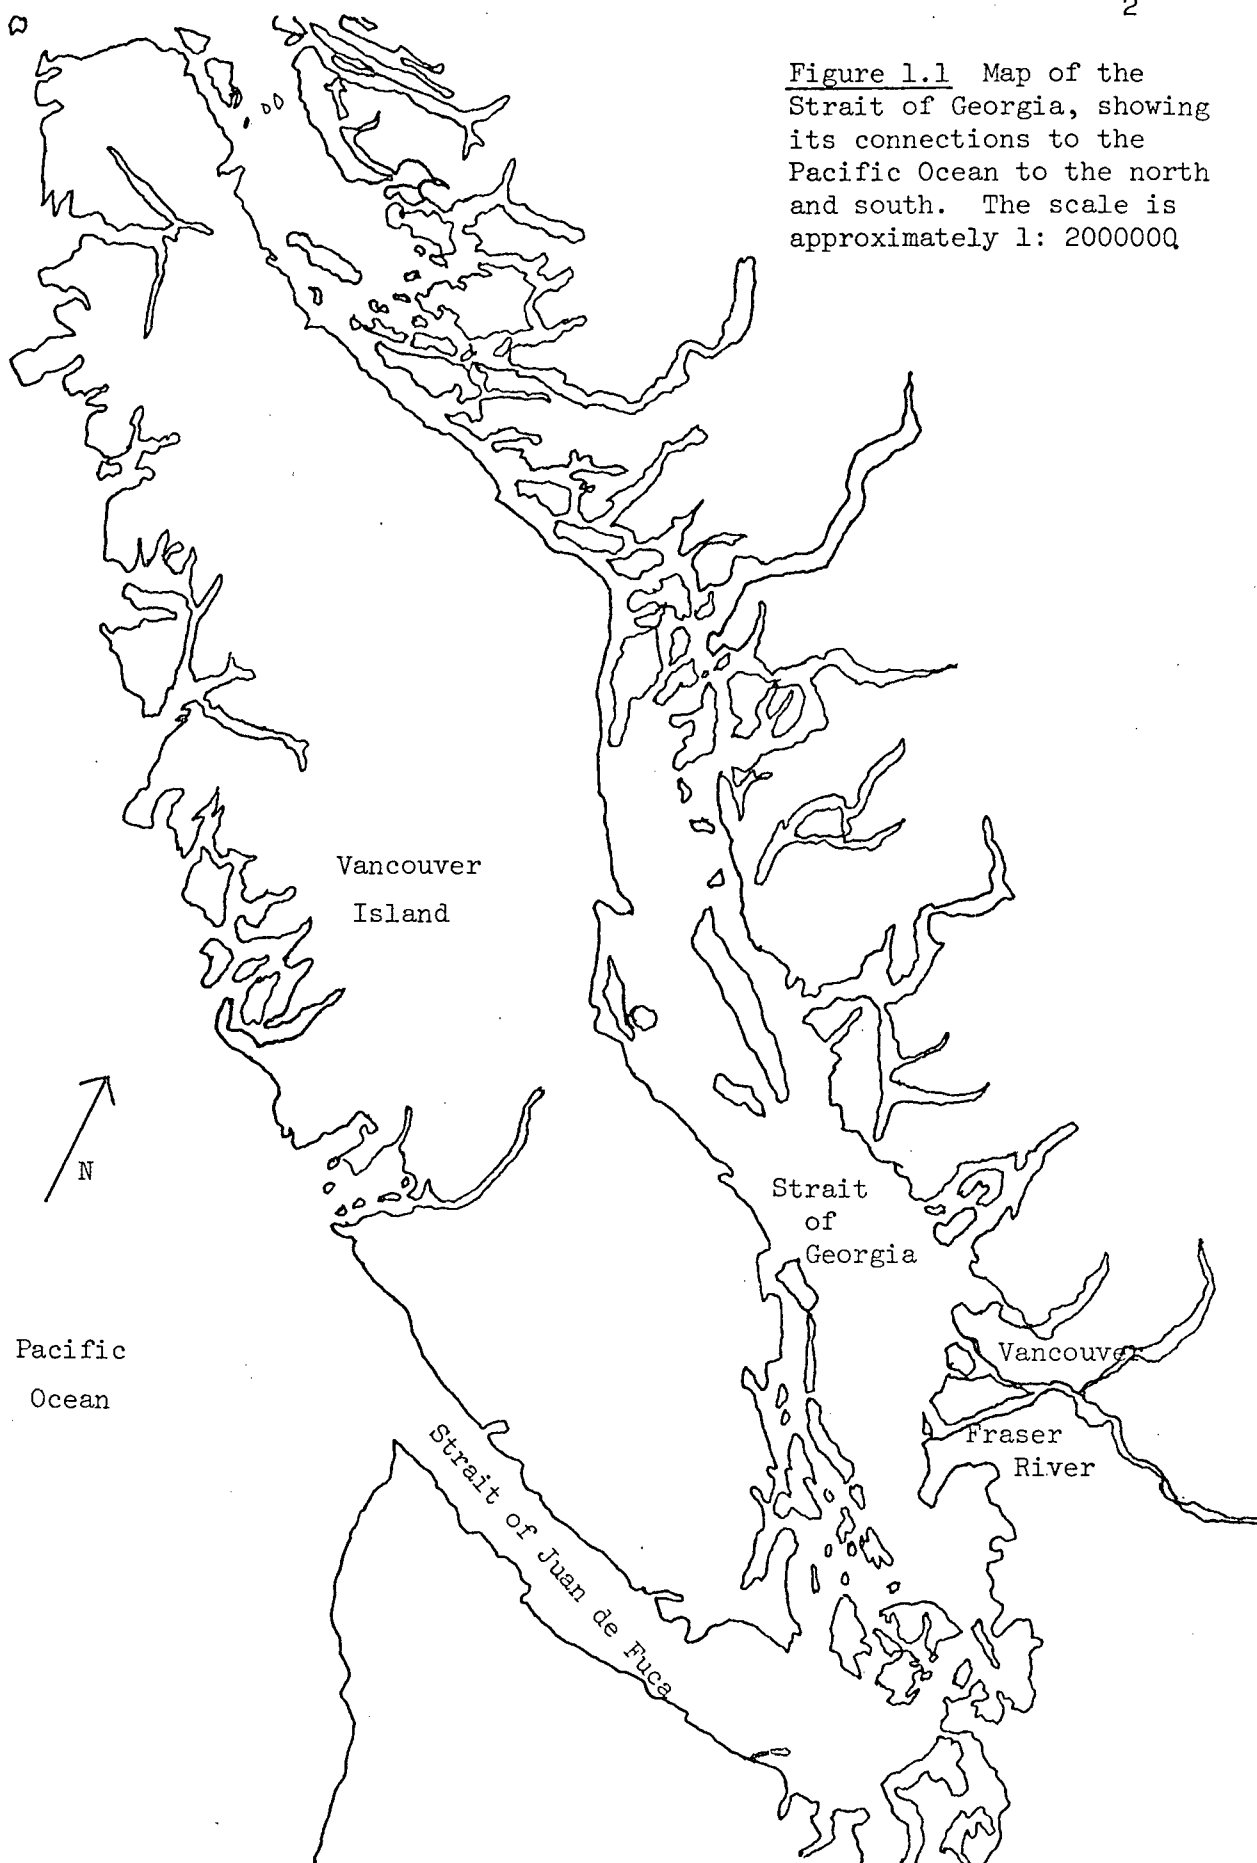 2
Figure 1.1 Map of the
Strait of Georgia, showing
its connections to the
Pacific Ocean to the north
and south. The scale is
approximately 1: 2000000.
Vancouver
Island
N
Strait
of
Georgia
Pacific
Ocean
Vancouver
Fraser
River
Strait of Juan de Fuca